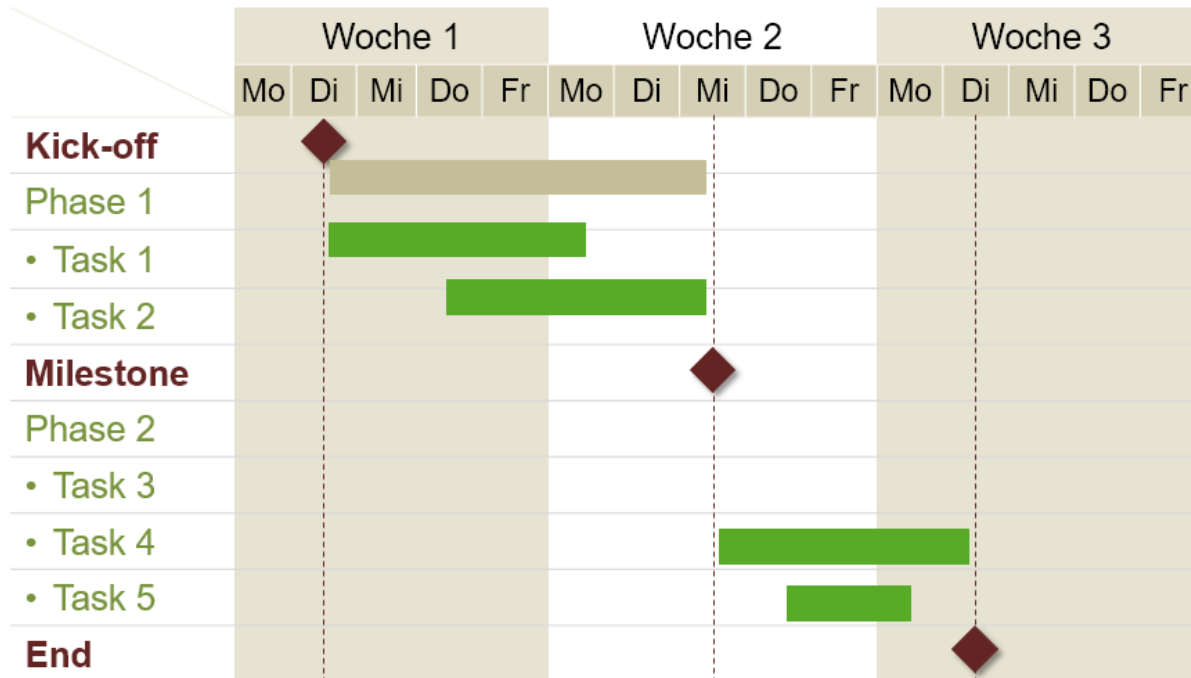 Woche 1 Woche 2 Woche 3
Mo Di Mi Do Fr Mo Di Mi Do Fr Mo Di Mi Do Fr
Kick-off
Phase 1
• Task 1
• Task 2
Milestone
Phase 2
• Task 3
• Task 4
• Task 5
End